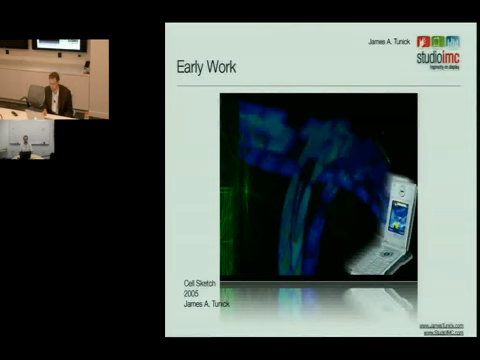 James A. Tunick
studioimc
Early Work
Cell Sketch
2005
James A. Tunick
www.JamesTunick.com
www.StudioIMC.com